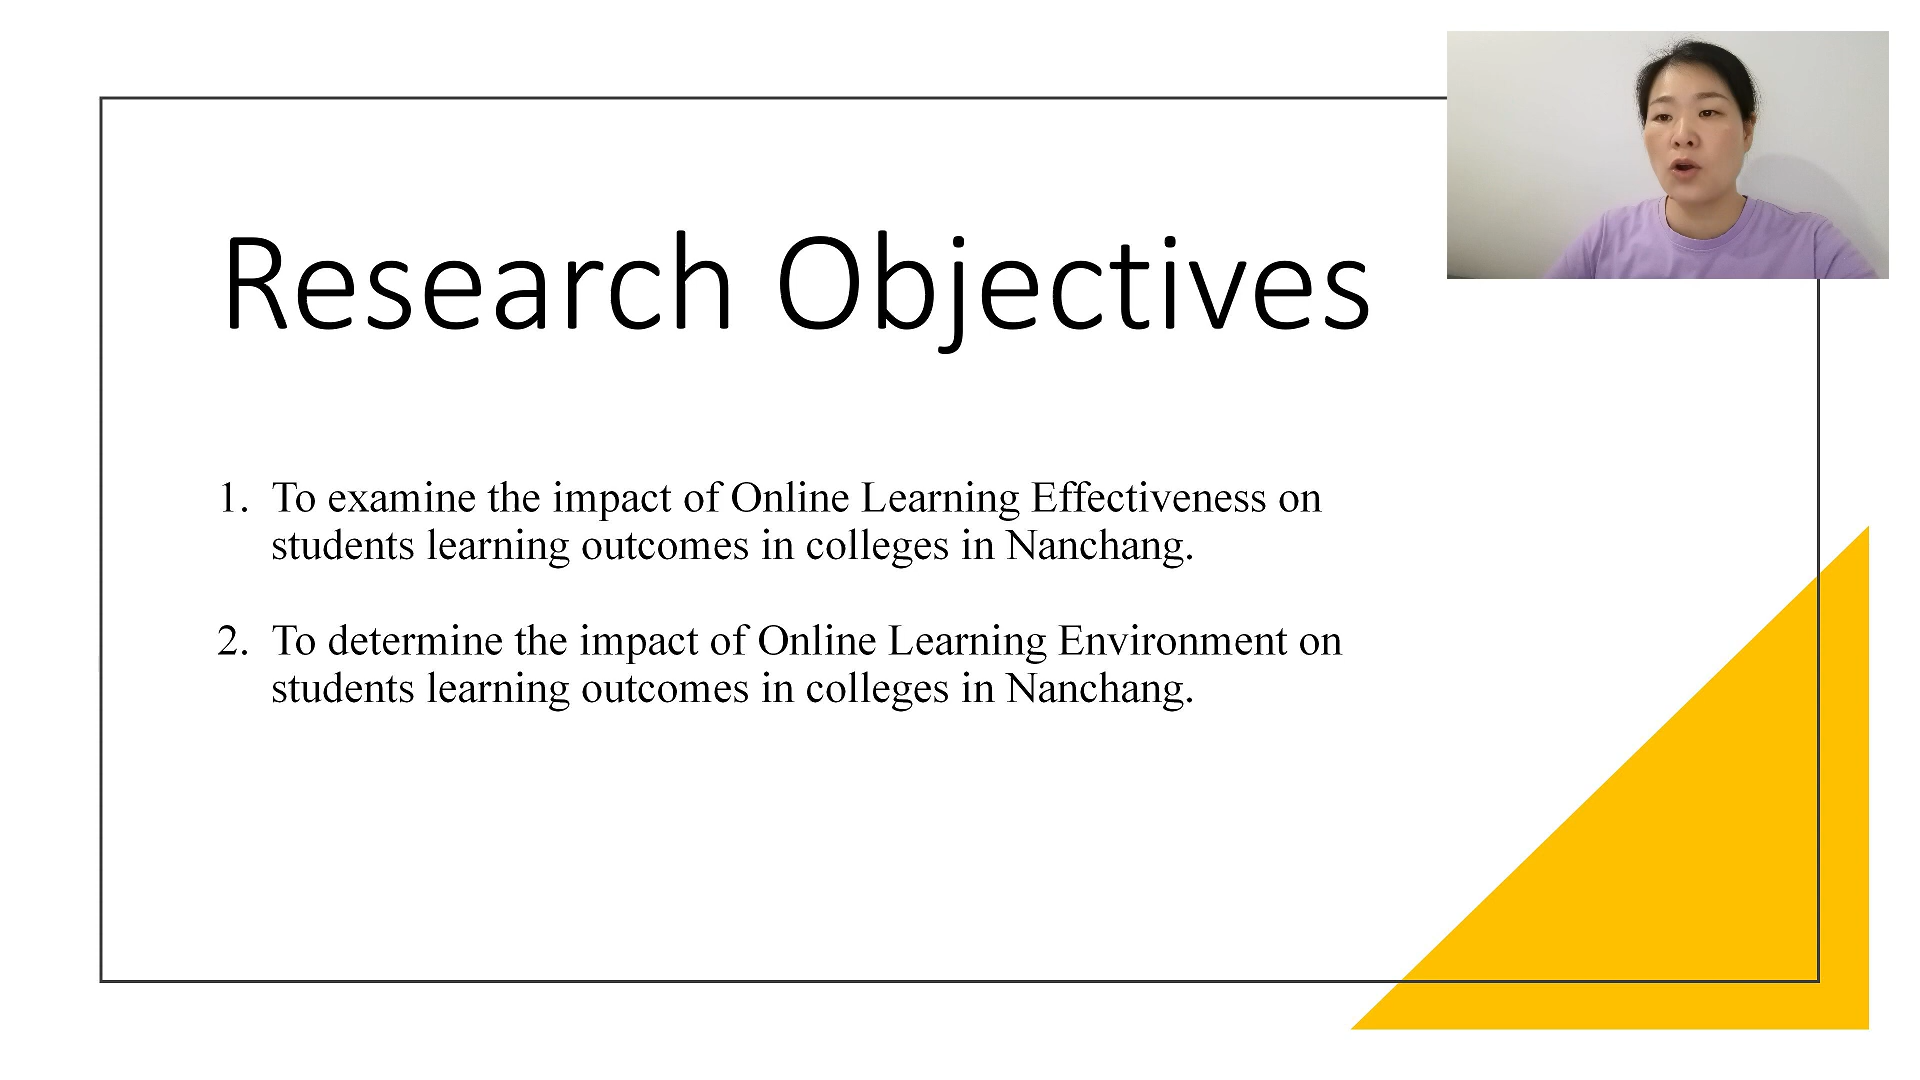 Research Objectives
1. To examine the impact of Online Learning Effectiveness on
students learning outcomes in colleges in Nanchang.
2. To determine the impact of Online Learning Environment on
students learning outcomes in colleges in Nanchang.